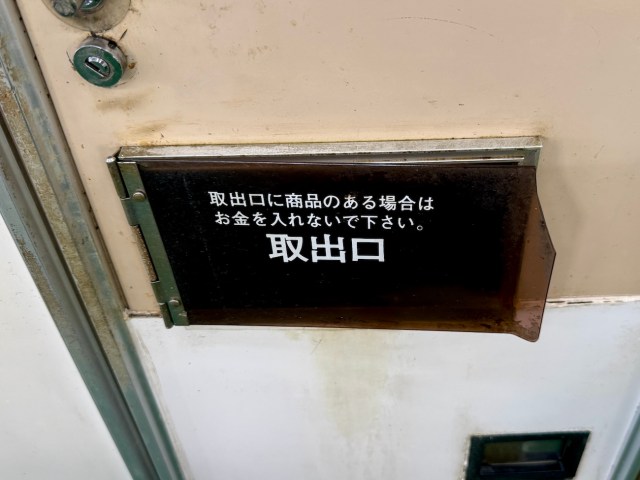 取出口に商品のある場合は
お金を入れないで下さい。
取出口